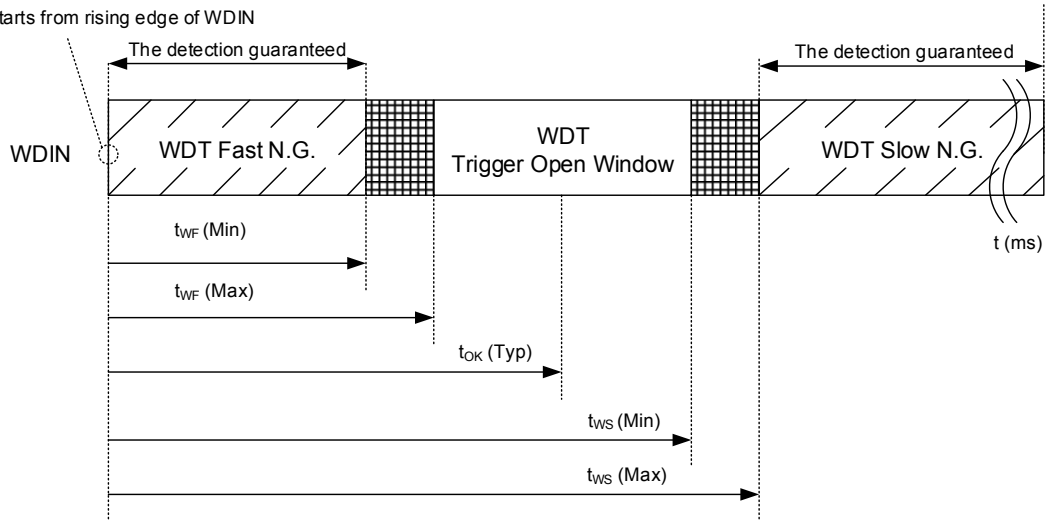 tarts from rising edge of WDIN
The detection guaranteed
The detection guaranteed
WDIN
WDT Fast N.G.
WDT
Trigger Open Window
WDT Slow N.G.
t (ms)
tWF (Min)
tWF (Max)
tOK (Typ)
tWS (Min)
tWS (Max)